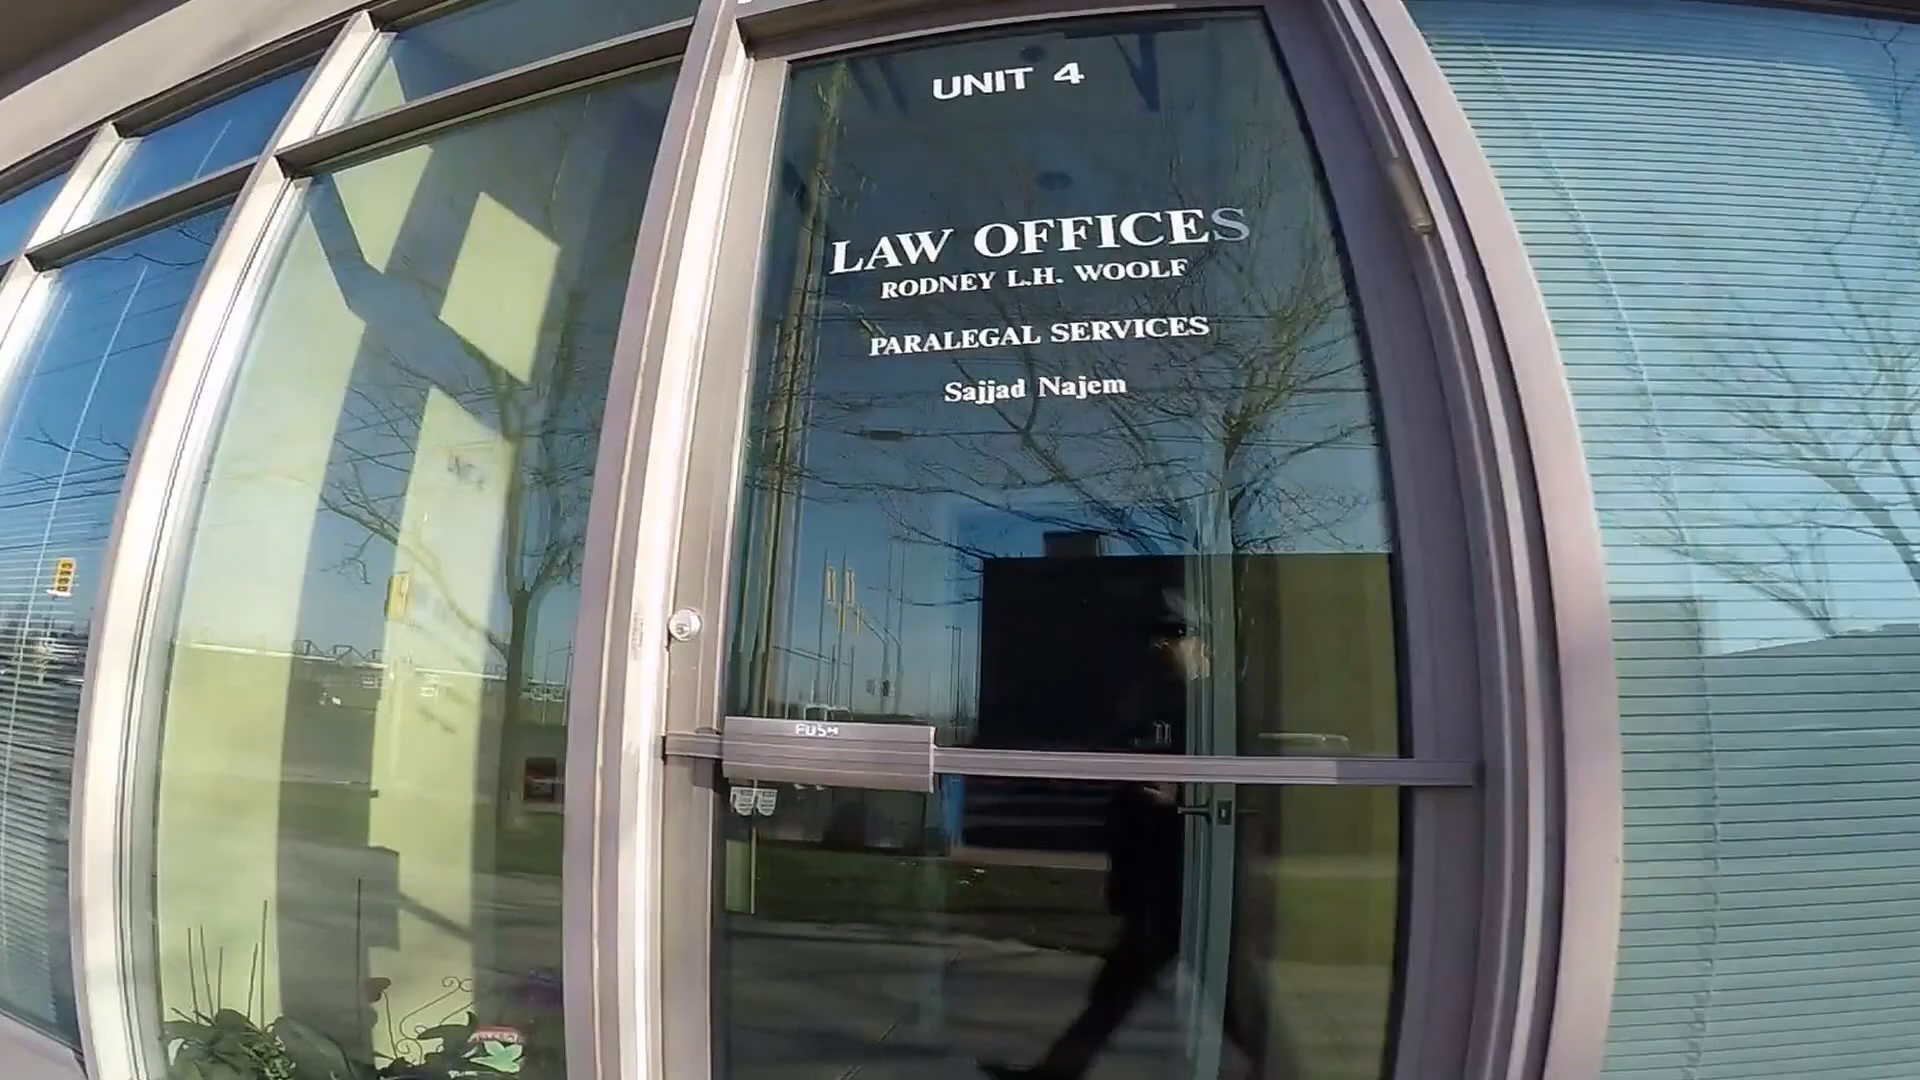 UNIT 4
LAW OFFICES
RODNEY L.H. WOOLF
PARALEGAL SERVICES
Sajjad Najem
PUSH